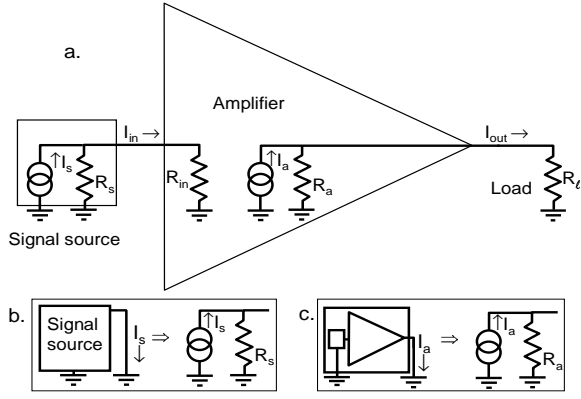 a.
Amplifier
I_in →
I_out →
↑I_s
R_s
R_in
↑I_a
R_a
Load
R_ℓ
Signal source
b.
Signal
source
I_s
↓
⇒
↑I_s
R_s
c.
I_a
↓
⇒
↑I_a
R_a